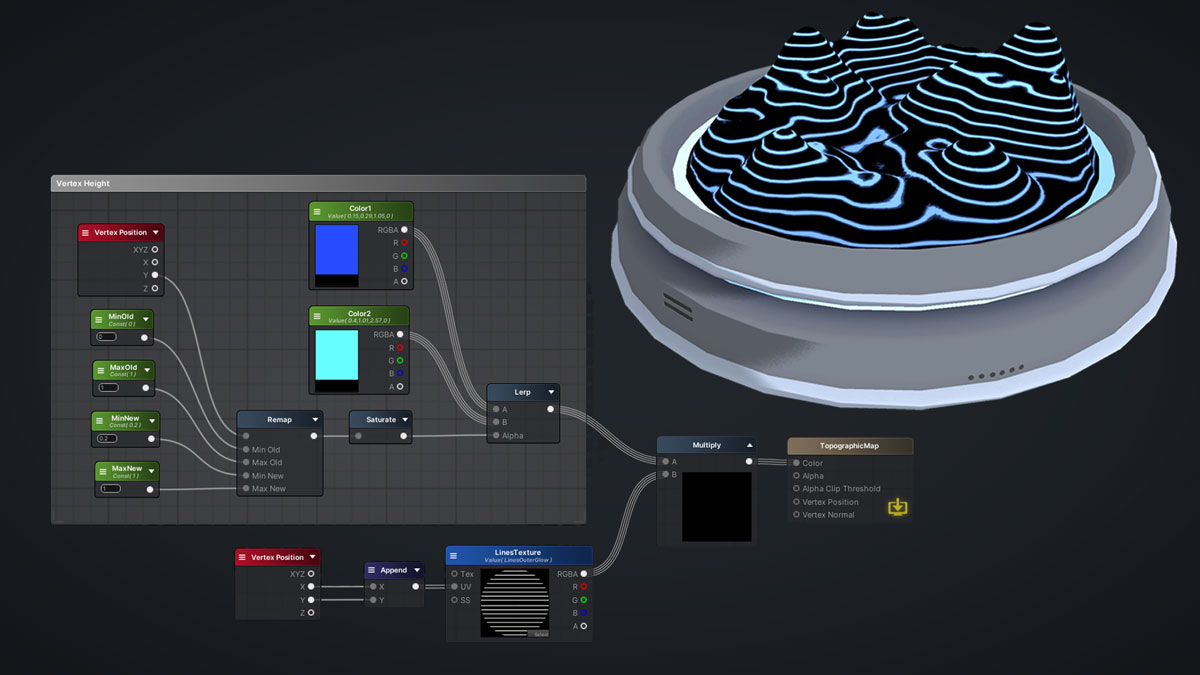 Vertex Height
Vertex Position
XYZ
X
Y
Z
MinOld
Const( 0 )
0
MaxOld
Const( 1 )
1
MinNew
Const( 0.2 )
0.2
MaxNew
Const( 1 )
1
Color1
Value( 0.15,0.29,1.05,0 )
RGBA
R
G
B
A
Color2
Value( 0.4,1.01,2.57,0 )
RGBA
R
G
B
A
Remap
Min Old
Max Old
Min New
Max New
Saturate
Lerp
A
B
Alpha
Vertex Position
XYZ
X
Y
Z
Append
X
Y
LinesTexture
Value( LinesOuterGlow )
Tex
UV
SS
RGBA
R
G
B
A
Select
Multiply
A
B
TopographicMap
Color
Alpha
Alpha Clip Threshold
Vertex Position
Vertex Normal